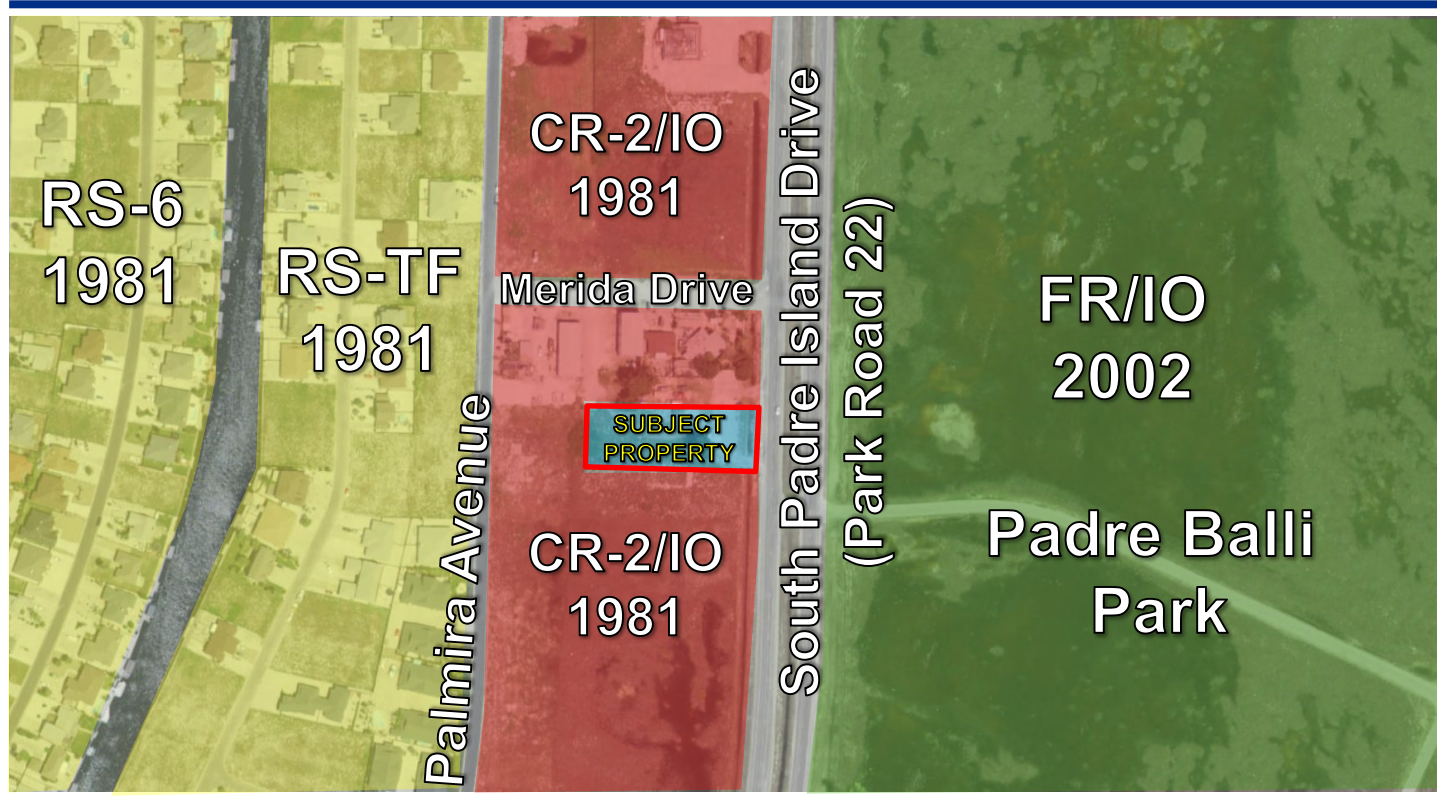 RS-6
1981
RS-TF
1981
Palmira Avenue
CR-2/IO
1981
Merida Drive
SUBJECT
PROPERTY
CR-2/IO
1981
South Padre Island Drive
(Park Road 22)
FR/IO
2002
Padre Balli
Park